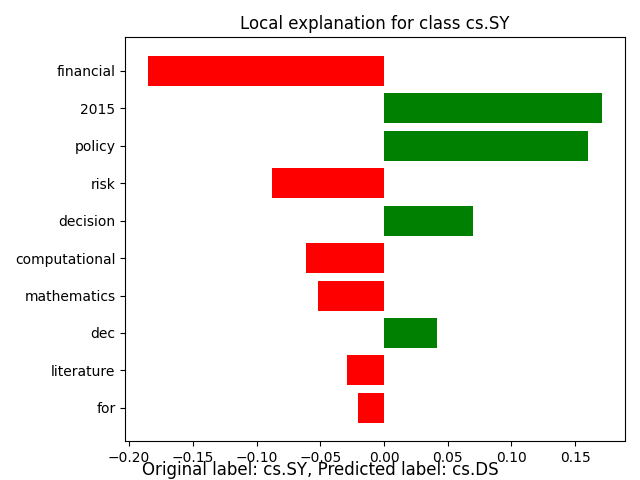 Local explanation for class cs.SY
financial
2015
policy
risk
decision
computational
mathematics
dec
literature
for
−0.20 −0.15 −0.10 −0.05 0.00 0.05 0.10 0.15
Original label: cs.SY, Predicted label: cs.DS